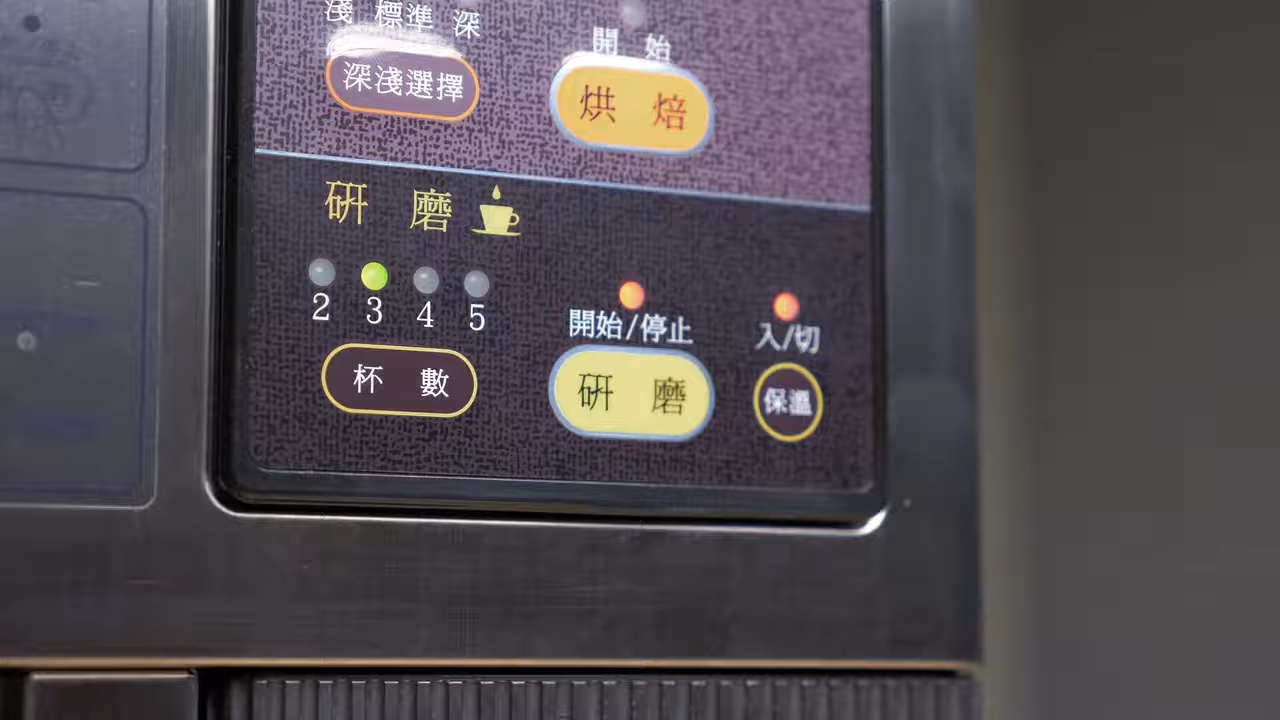 淺 標準 深
開 始
深淺選擇
烘 焙
研 磨
2 3 4 5
開始/停止
入/切
杯 數
研 磨
保溫